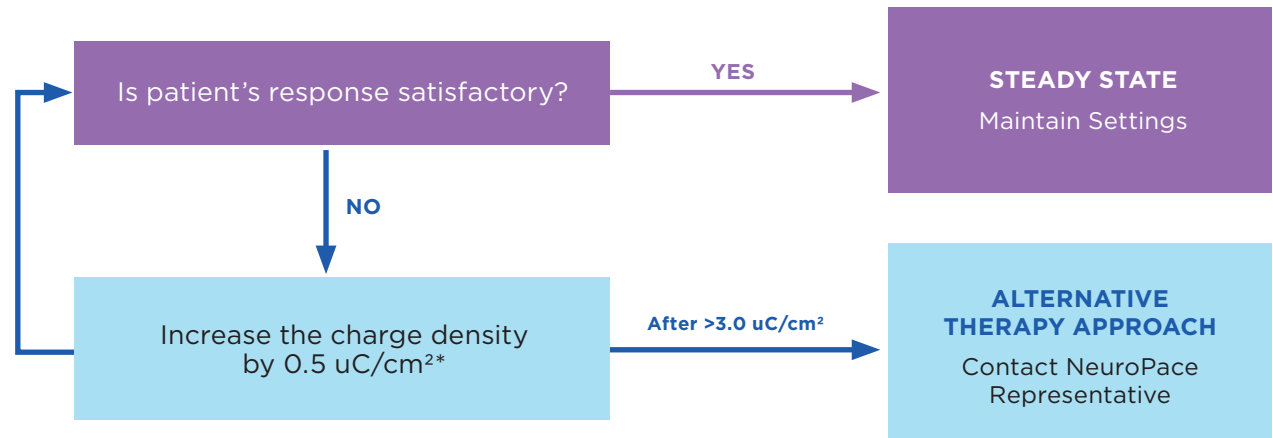 Is patient’s response satisfactory?
YES
STEADY STATE
Maintain Settings
NO
Increase the charge density
by 0.5 uC/cm²*
After >3.0 uC/cm²
ALTERNATIVE
THERAPY APPROACH
Contact NeuroPace
Representative